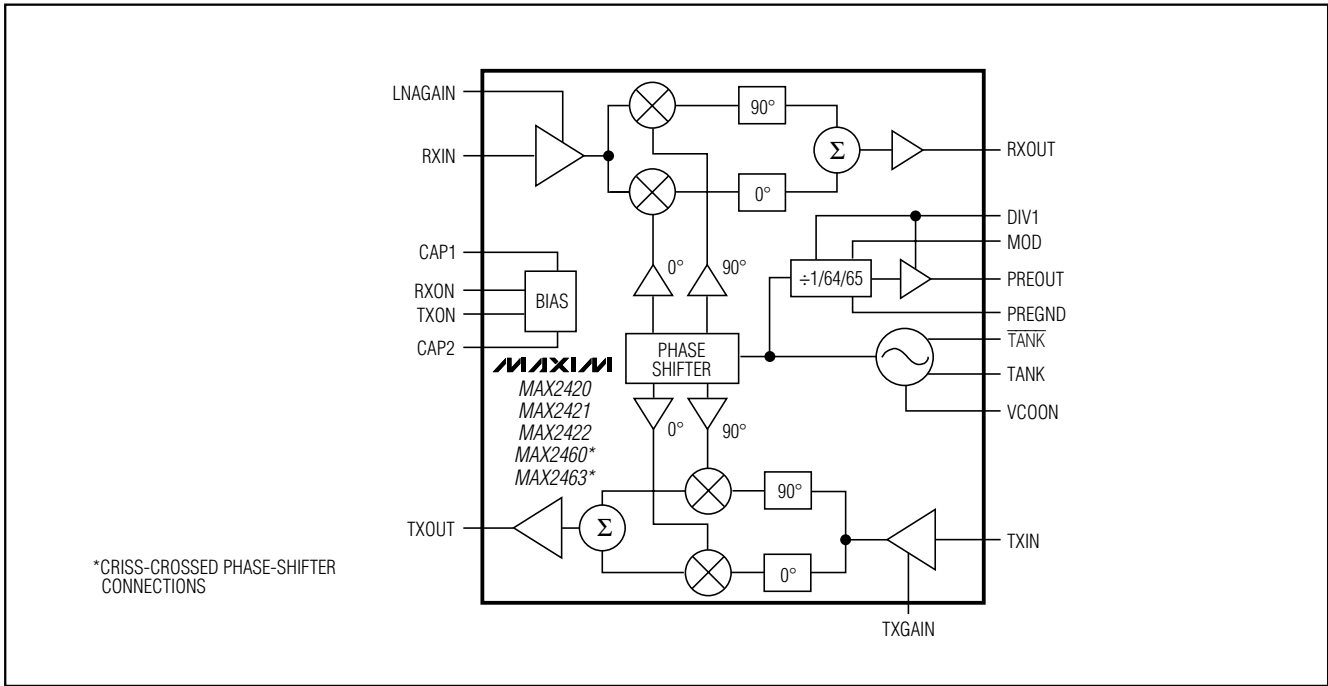 LNAGAIN
RXIN
90°
0°
Σ
RXOUT
DIV1
MOD
PREOUT
PREGND
TANK
TANK
VCOON
÷1/64/65
CAP1
RXON
TXON
CAP2
BIAS
0°
90°
PHASE
SHIFTER
0°
90°
MAXIM
MAX2420
MAX2421
MAX2422
MAX2460*
MAX2463*
TXOUT
Σ
90°
0°
TXIN
TXGAIN
*CRISS-CROSSED PHASE-SHIFTER
CONNECTIONS